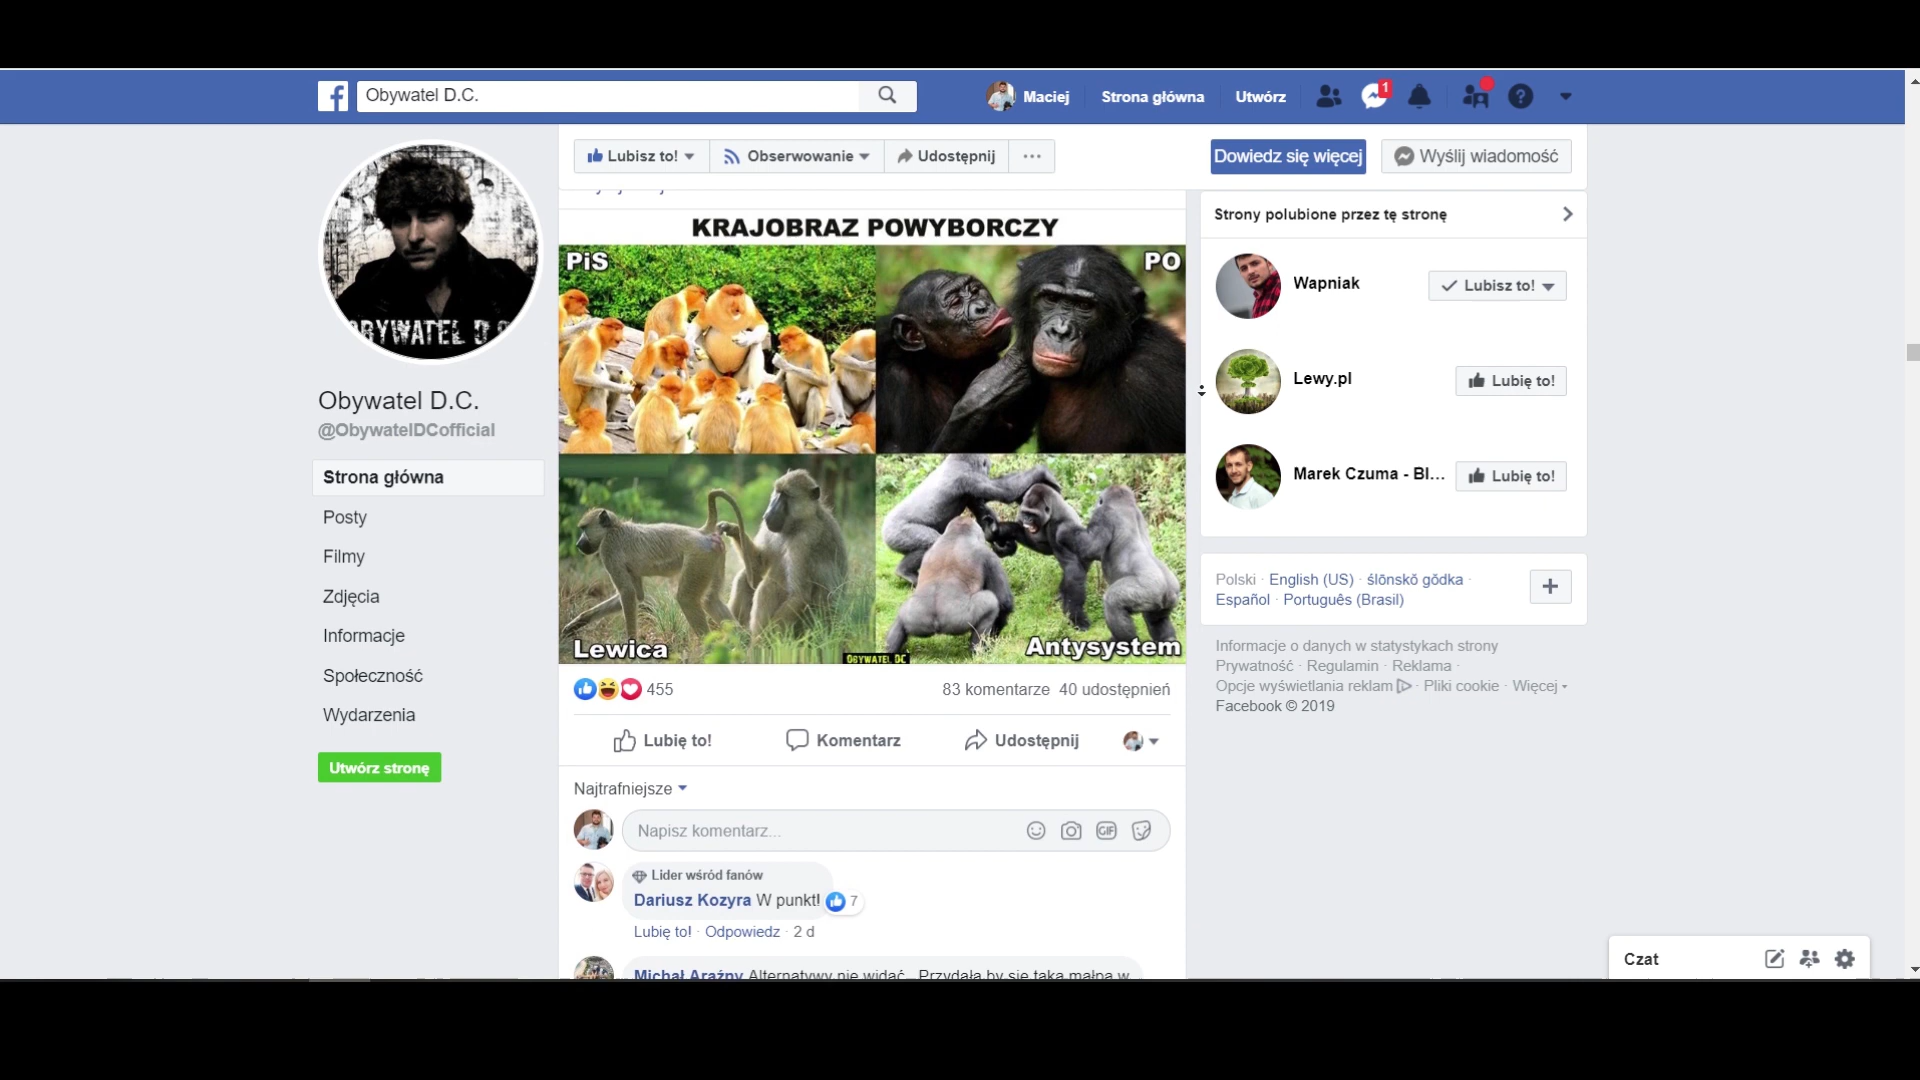 Obywatel D.C.
Maciej
Strona główna
Utwórz
1
Lubisz to!
Obserwowanie
Udostępnij
Dowiedz się więcej
Wyślij wiadomość
OBYWATEL D.C.
Obywatel D.C.
@ObywatelDCofficial
Strona główna
Posty
Filmy
Zdjęcia
Informacje
Społeczność
Wydarzenia
Utwórz stronę
KRAJOBRAZ POWYBORCZY
PiS
PO
Lewica
Antysystem
OBYWATEL DC
455
83 komentarze 40 udostępnień
Lubię to!
Komentarz
Udostępnij
Najtrafniejsze
Napisz komentarz...
GIF
Lider wśród fanów
Dariusz Kozyra W punkt! 7
Lubię to! · Odpowiedz · 2 d
Michał Araźny Alternatywy nie widać.. Przydała by się taka małpa w
Strony polubione przez tę stronę
Wapniak
Lubisz to!
Lewy.pl
Lubię to!
Marek Czuma - Bl...
Lubię to!
Polski · English (US) · ślōnskŏ gŏdka ·
Español · Português (Brasil)
Informacje o danych w statystykach strony
Prywatność · Regulamin · Reklama ·
Opcje wyświetlania reklam · Pliki cookie · Więcej
Facebook © 2019
Czat